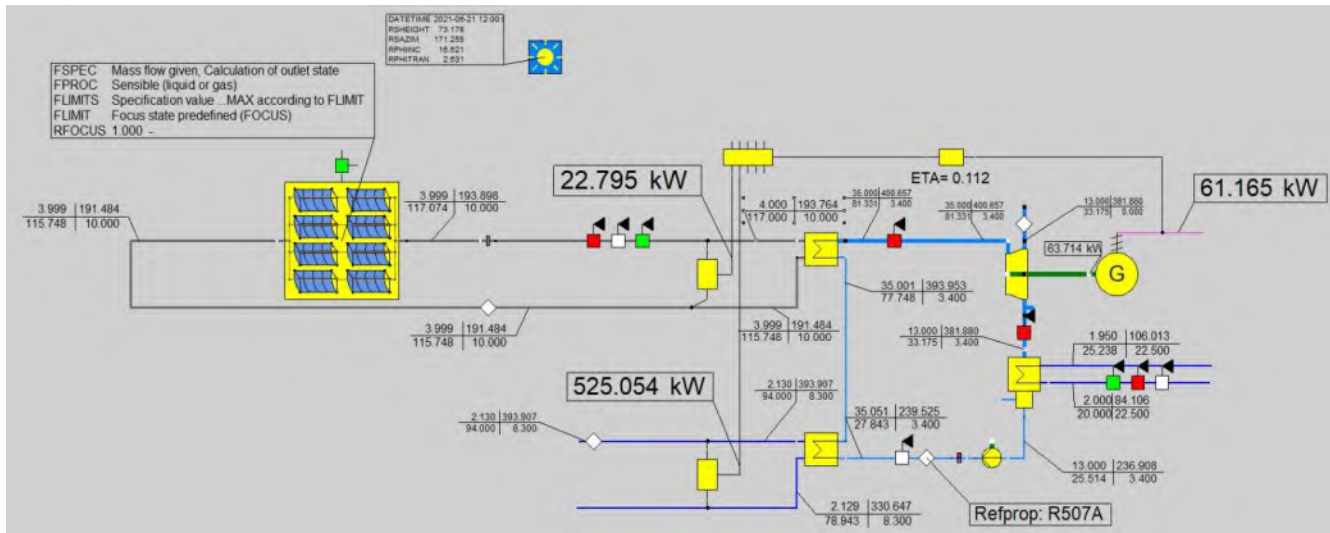 DATETIME 2021-06-21 12:00:
RSHEIGHT 73.178
RSAZIM 171.258
RPHIINC 16.621
RPHITRAN 2.631
FSPEC Mass flow given, Calculation of outlet state
FPROC Sensible (liquid or gas)
FLIMITS Specification value ...MAX according to FLIMIT
FLIMIT Focus state predefined (FOCUS)
RFOCUS 1.000 -
ETA= 0.112
22.795 kW
61.165 kW
3.999 191.484
115.748 10.000
3.999 193.898
117.074 10.000
4.000 193.764
117.000 10.000
35.000 400.657
81.331 3.400
35.000 400.657
81.331 3.400
13.000 381.880
33.175 0.000
63.714 kW
G
35.001 393.953
77.748 3.400
3.999 191.484
115.748 10.000
3.999 191.484
115.748 10.000
13.000 381.880
33.175 3.400
1.950 106.013
25.238 22.500
525.054 kW
2.130 393.907
94.000 8.300
2.000 84.106
20.000 22.500
2.130 393.907
94.000 8.300
35.051 239.525
27.843 3.400
13.000 236.908
25.514 3.400
2.129 330.647
78.943 8.300
Refprop: R507A